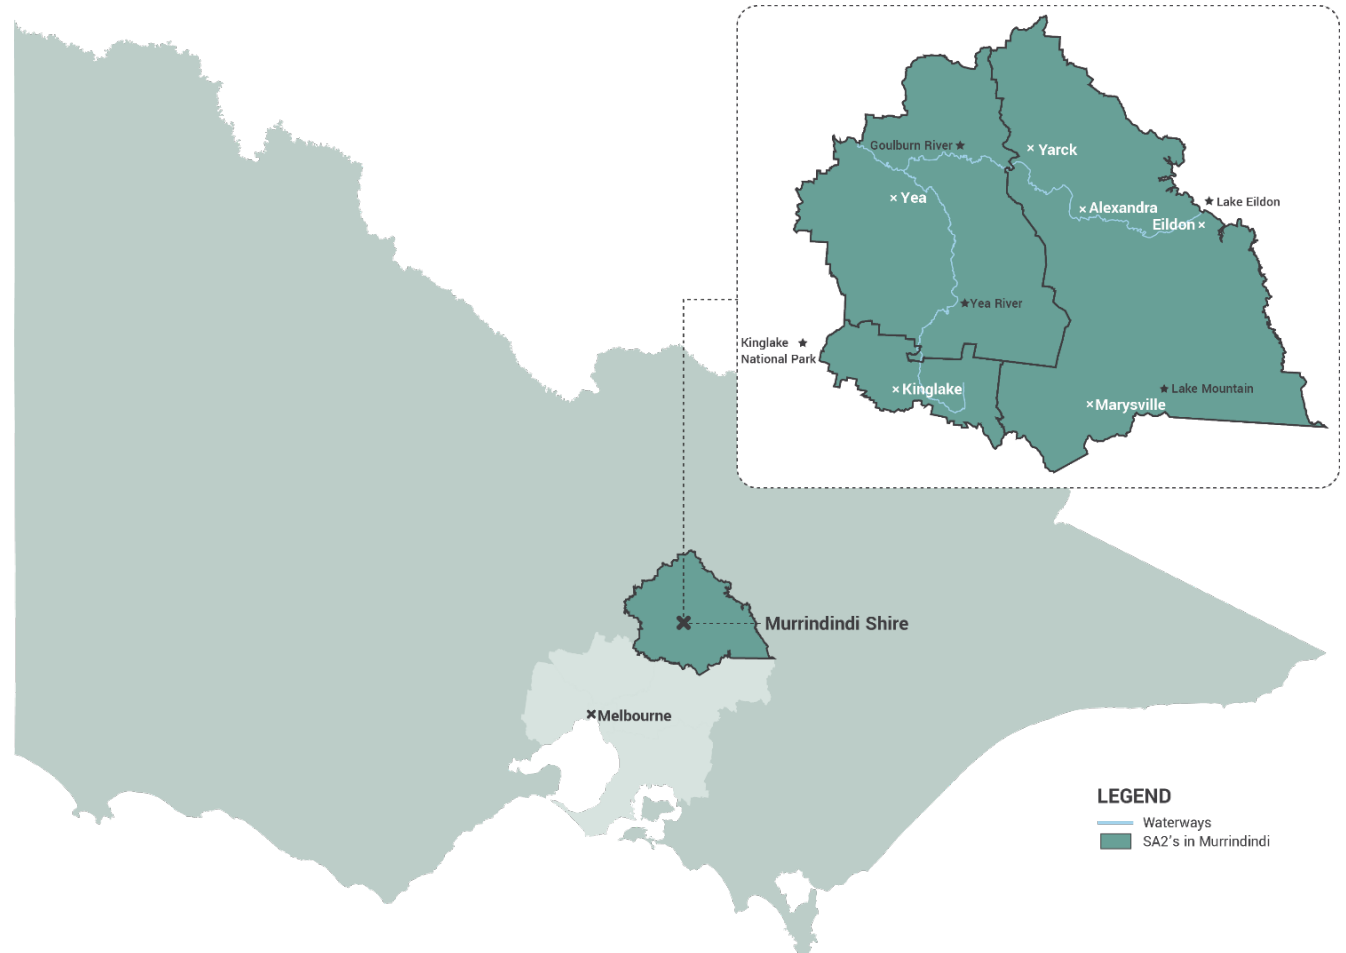 Goulburn River
Yarck
Yea
Alexandra
Lake Eildon
Eildon
Yea River
Kinglake
National Park
Kinglake
Lake Mountain
Marysville
Murrindindi Shire
Melbourne
LEGEND
Waterways
SA2's in Murrindindi